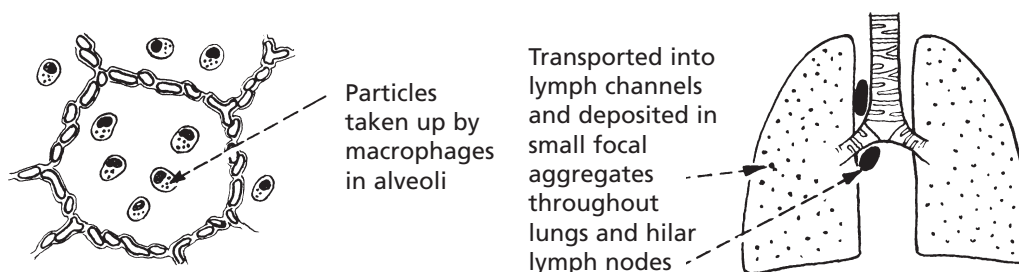 Particles
taken up by
macrophages
in alveoli
Transported into
lymph channels
and deposited in
small focal
aggregates
throughout
lungs and hilar
lymph nodes